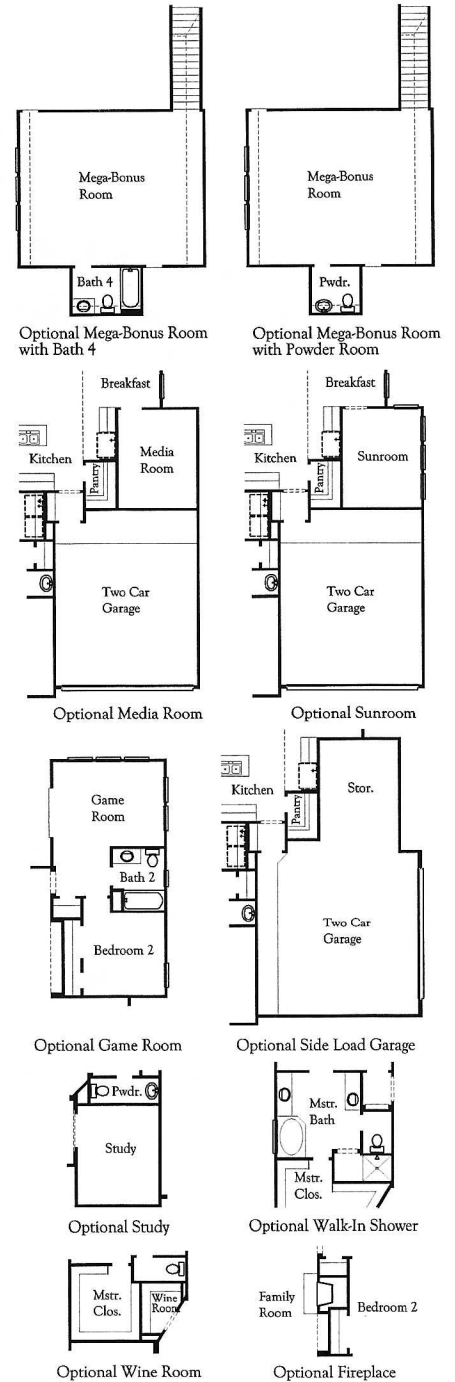 Mega-Bonus
Room
Bath 4
Optional Mega-Bonus Room
with Bath 4
Mega-Bonus
Room
Pwdr.
Optional Mega-Bonus Room
with Powder Room
Breakfast
Kitchen
Pantry
Media
Room
Two Car
Garage
Optional Media Room
Breakfast
Kitchen
Pantry
Sunroom
Two Car
Garage
Optional Sunroom
Game
Room
Bath 2
Bedroom 2
Optional Game Room
Kitchen
Pantry
Stor.
Two Car
Garage
Optional Side Load Garage
Pwdr.
Study
Optional Study
Mstr.
Bath
Mstr.
Clos.
Optional Walk-In Shower
Mstr.
Clos.
Wine
Room
Optional Wine Room
Family
Room
Bedroom 2
Optional Fireplace